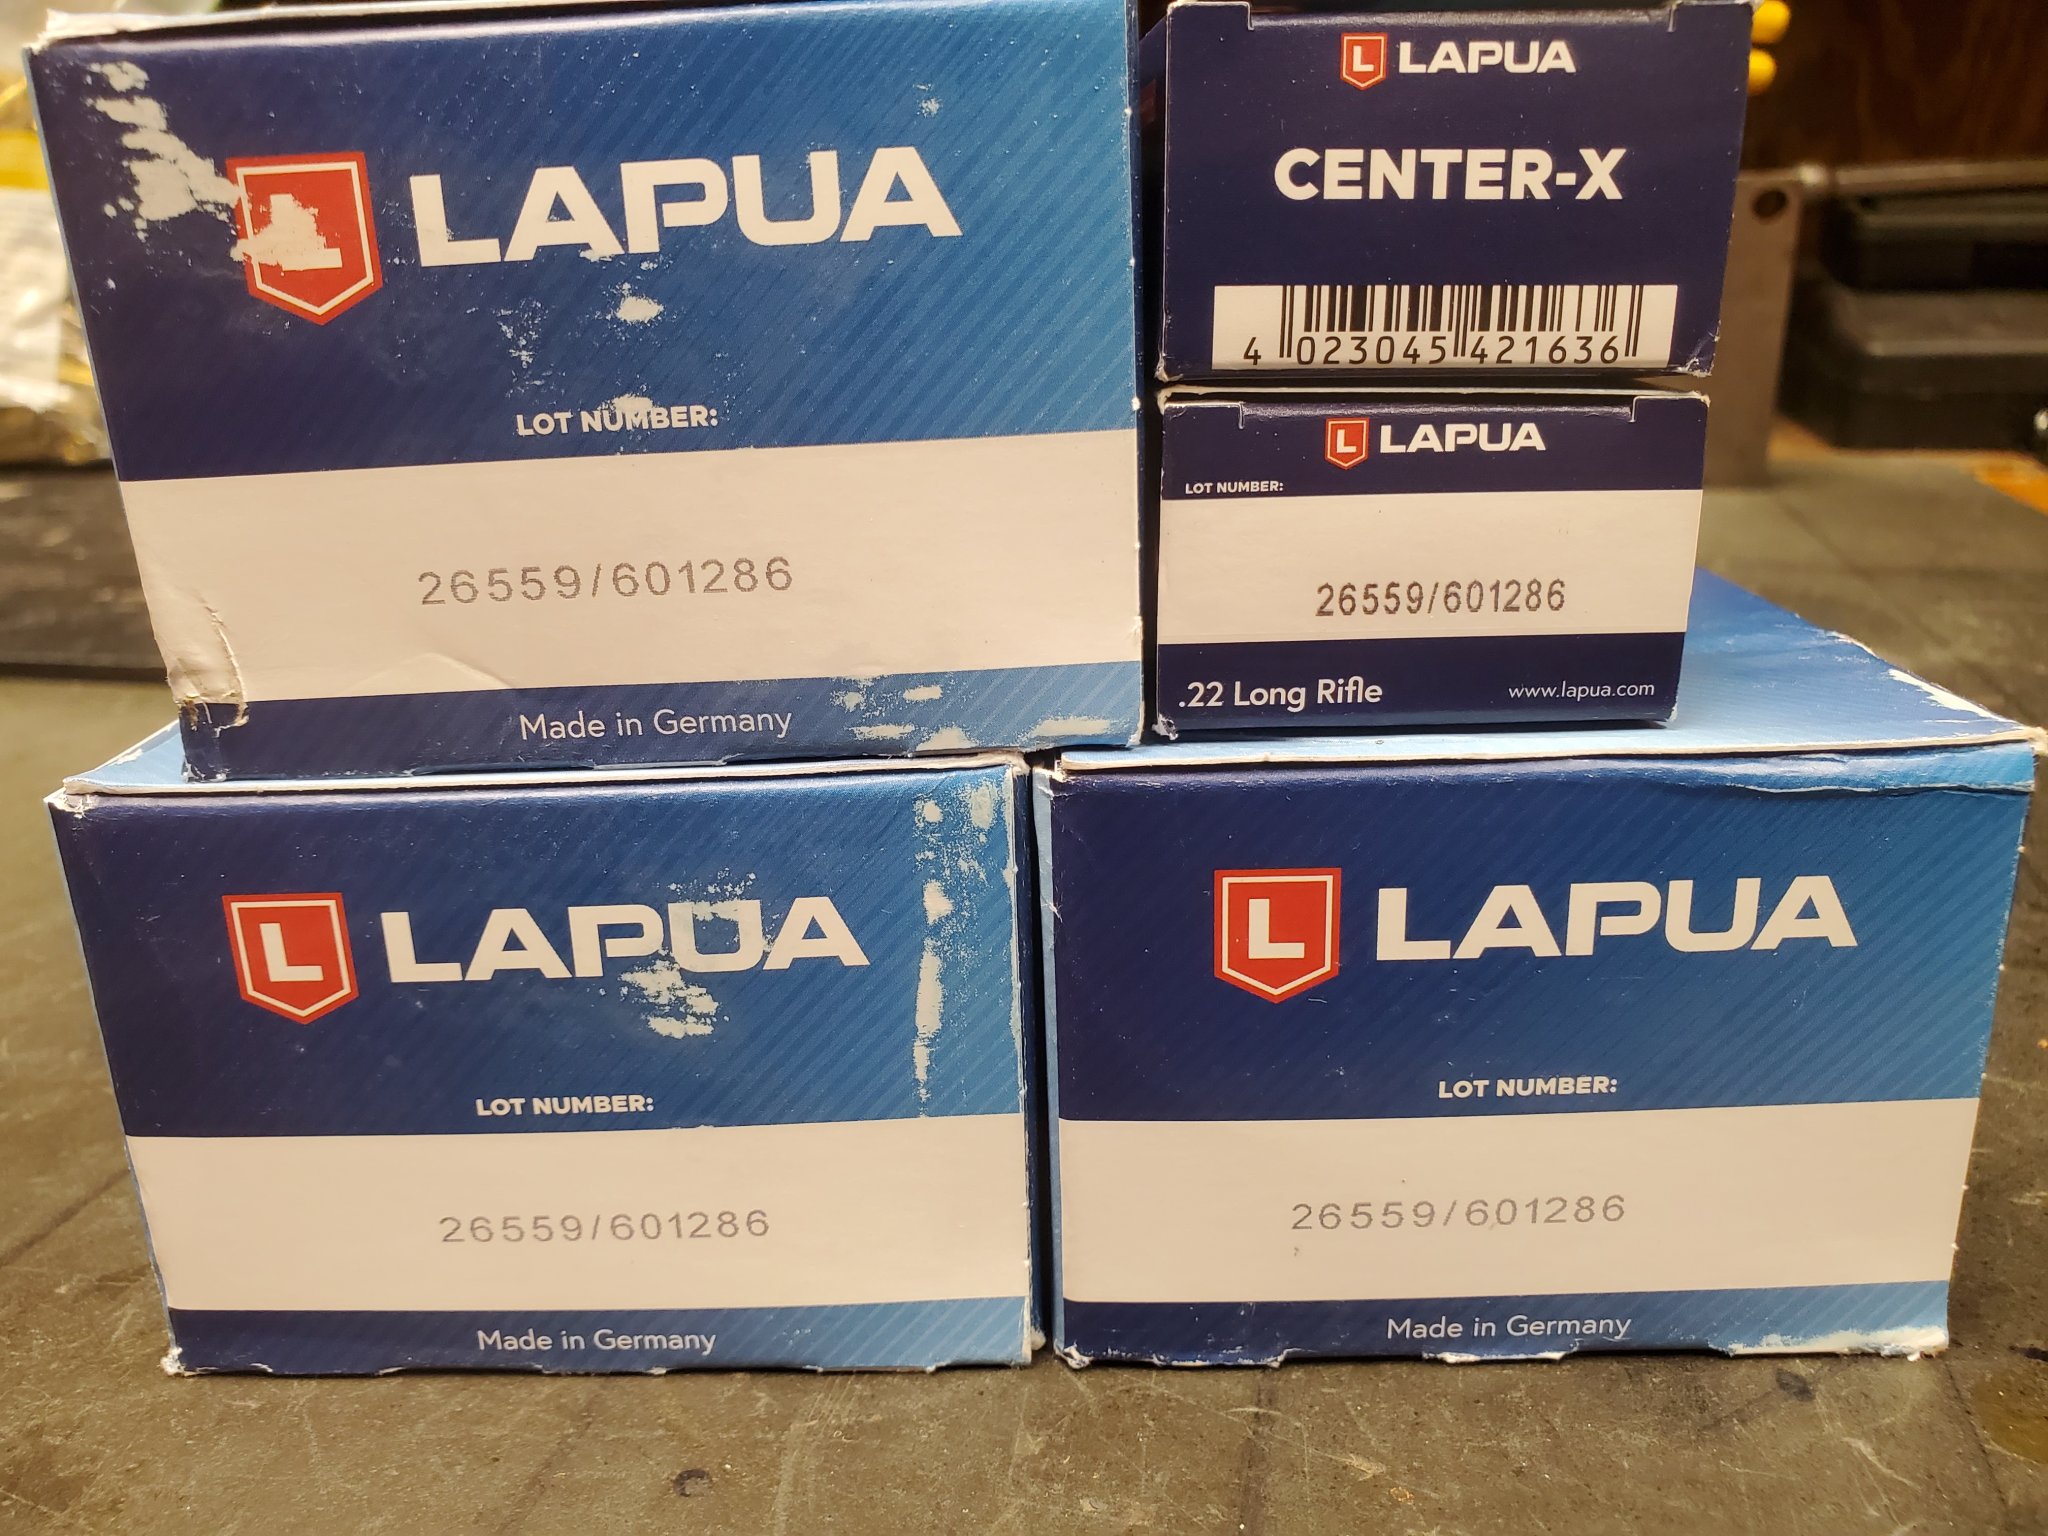 LAPUA
LOT NUMBER:
26559/601286
Made in Germany
L LAPUA
CENTER-X
4 023045 421636
L LAPUA
LOT NUMBER:
26559/601286
.22 Long Rifle www.lapua.com
L LAPUA
LOT NUMBER:
26559/601286
Made in Germany
L LAPUA
LOT NUMBER:
26559/601286
Made in Germany